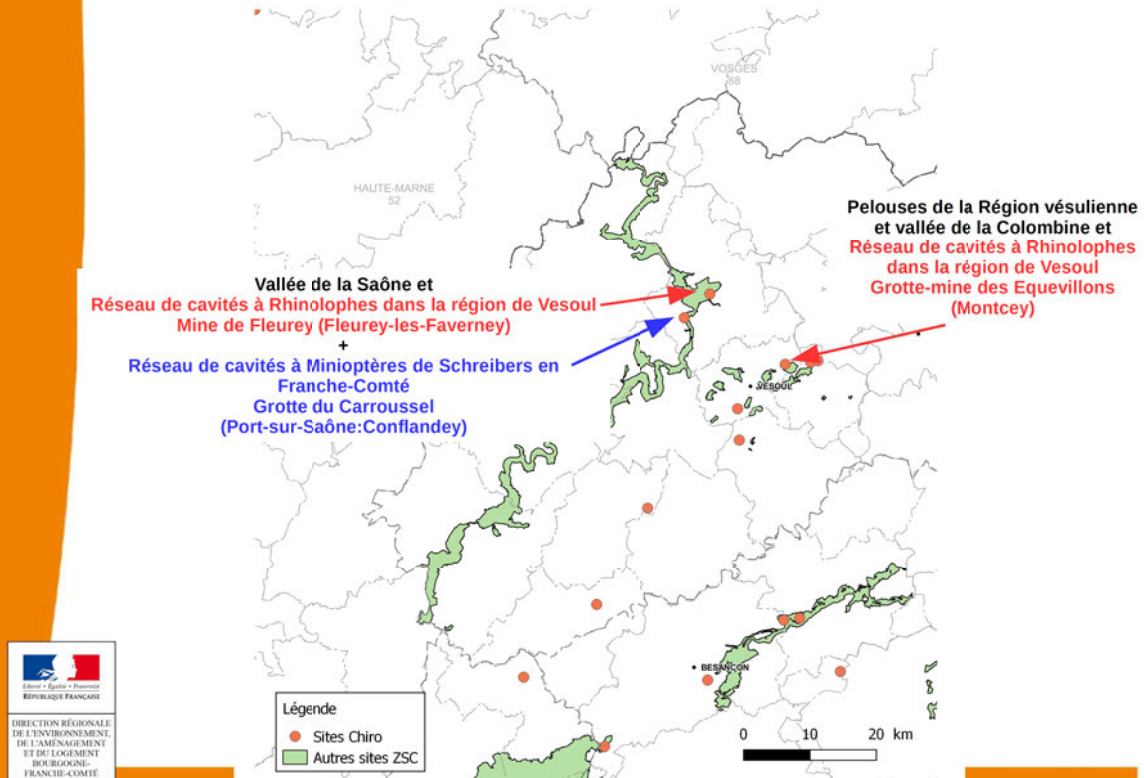 VOSGES
88
HAUTE-MARNE
52
Pelouses de la Région vésulienne
et vallée de la Colombine et
Réseau de cavités à Rhinolophes
dans la région de Vesoul
Grotte-mine des Equevillons
(Montcey)
Vallée de la Saône et
Réseau de cavités à Rhinolophes dans la région de Vesoul
Mine de Fleurey (Fleurey-les-Faverney)
+
Réseau de cavités à Minioptères de Schreibers en
Franche-Comté
Grotte du Carroussel
(Port-sur-Saône:Conflandey)
VESOUL
BESANCON
Légende
Sites Chiro
Autres sites ZSC
0 10 20 km
Liberté • Égalité • Fraternité
RÉPUBLIQUE FRANÇAISE
DIRECTION RÉGIONALE
DE L'ENVIRONNEMENT,
DE L'AMÉNAGEMENT
ET DU LOGEMENT
BOURGOGNE-
FRANCHE-COMTÉ